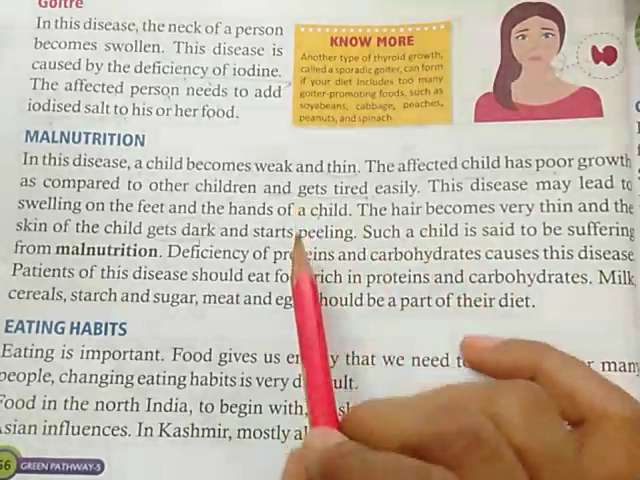 Goitre
In this disease, the neck of a person
becomes swollen. This disease is
caused by the deficiency of iodine.
The affected person needs to add
iodised salt to his or her food.
KNOW MORE
Another type of thyroid growth,
called a sporadic goiter, can form
if your diet includes too many
goiter-promoting foods, such as
soyabeans, cabbage, peaches,
peanuts, and spinach
MALNUTRITION
In this disease, a child becomes weak and thin. The affected child has poor growth
as compared to other children and gets tired easily. This disease may lead to
swelling on the feet and the hands of a child. The hair becomes very thin and the
skin of the child gets dark and starts peeling. Such a child is said to be suffering
from malnutrition. Deficiency of proteins and carbohydrates causes this disease
Patients of this disease should eat rich in proteins and carbohydrates. Milk,
cereals, starch and sugar, meat and should be a part of their diet.
EATING HABITS
Eating is important. Food gives us that we need many
people, changing eating habits is very
Food in the north India, to begin with,
Asian influences. In Kashmir, mostly
66 GREEN PATHWAY-5